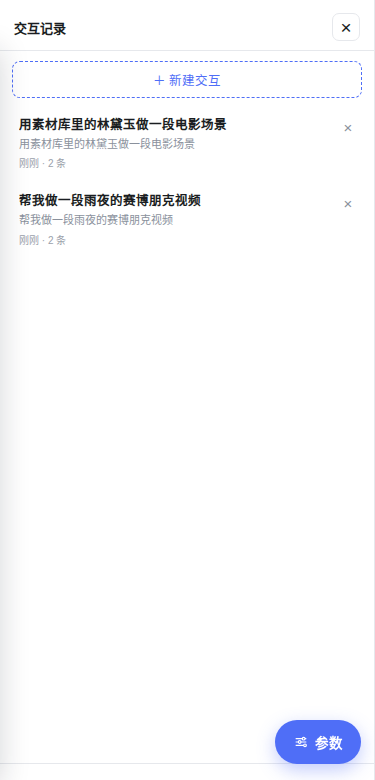 交互记录
×
＋ 新建交互
用素材库里的林黛玉做一段电影场景
×
用素材库里的林黛玉做一段电影场景
刚刚 · 2 条
帮我做一段雨夜的赛博朋克视频
×
帮我做一段雨夜的赛博朋克视频
刚刚 · 2 条
参数